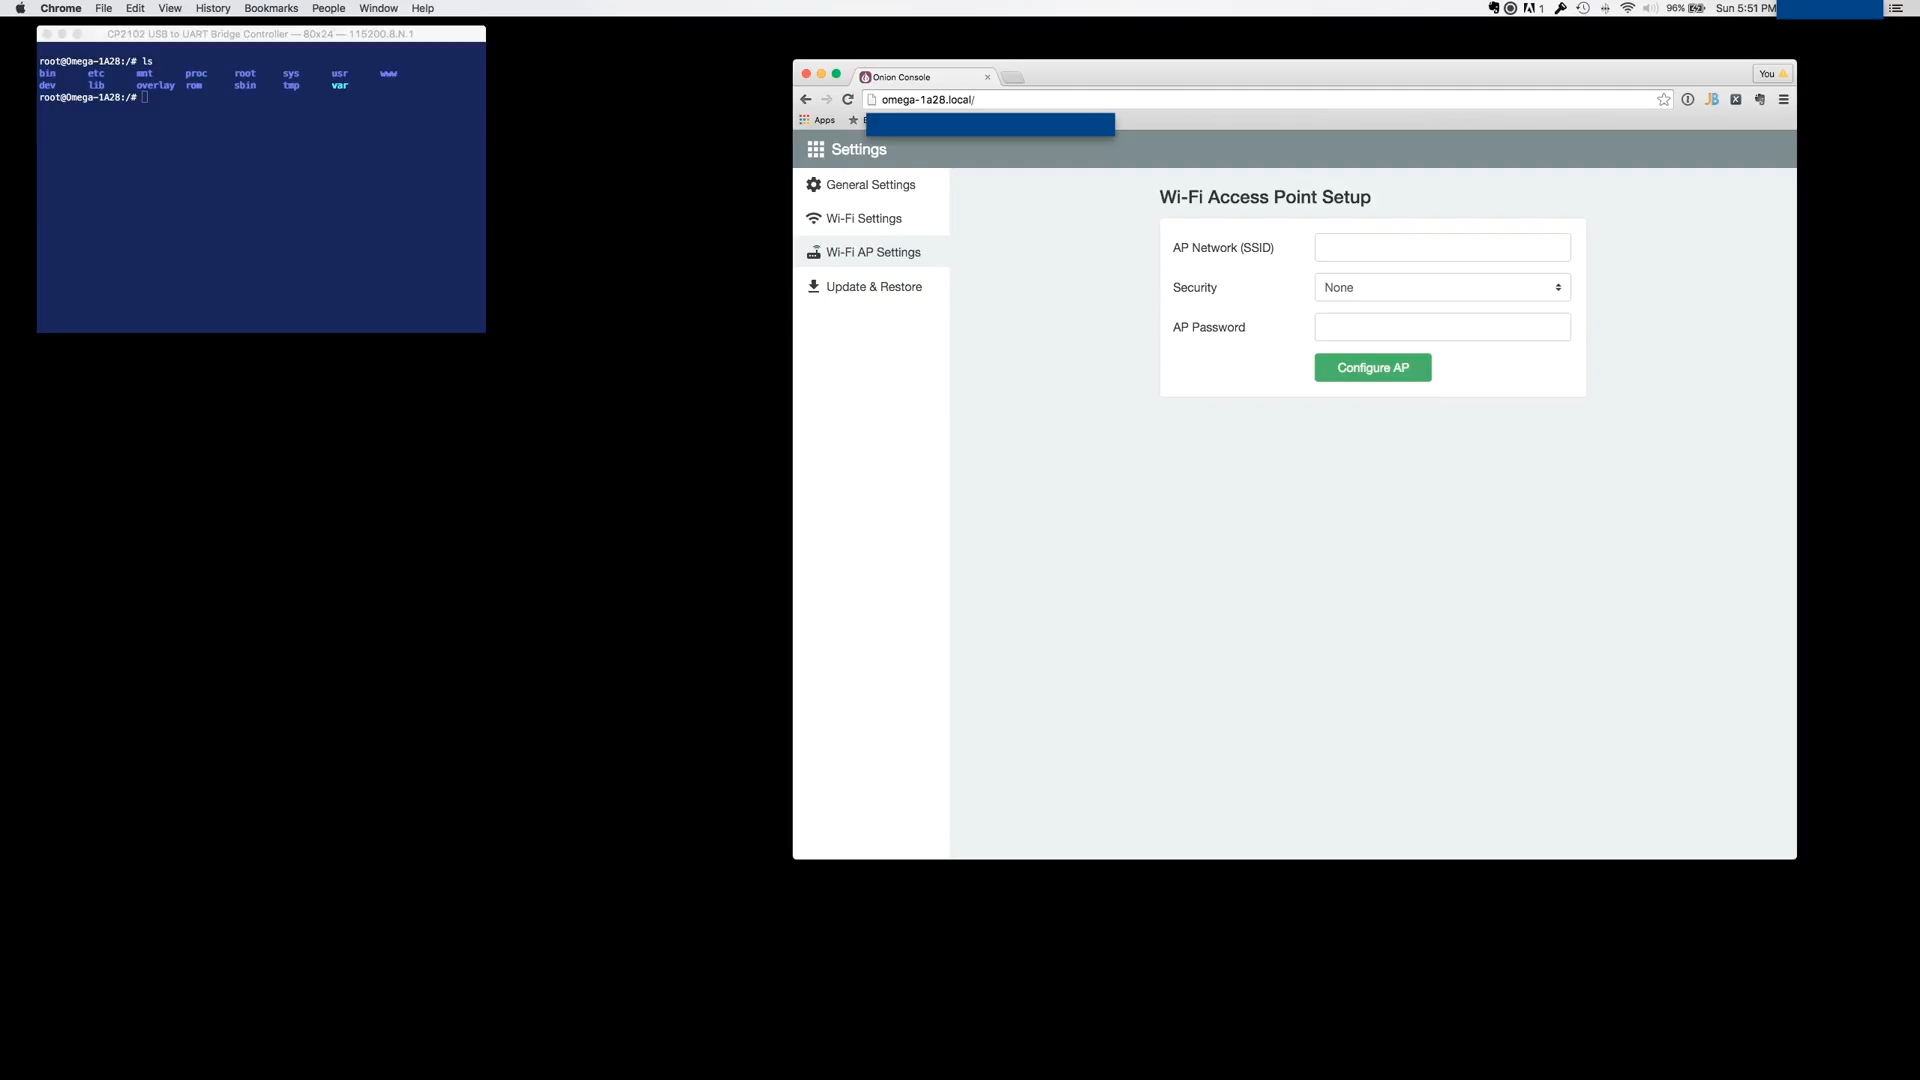 Chrome File Edit View History Bookmarks People Window Help
1 96% Sun 5:51 PM
CP2102 USB to UART Bridge Controller — 80x24 — 115200.8.N.1
root@Omega-1A28:/# ls
bin etc mnt proc root sys usr www
dev lib overlay rom sbin tmp var
root@Omega-1A28:/#
Onion Console
You
omega-1a28.local/
JB
Apps
Settings
General Settings
Wi-Fi Settings
Wi-Fi AP Settings
Update & Restore
Wi-Fi Access Point Setup
AP Network (SSID)
Security None
AP Password
Configure AP